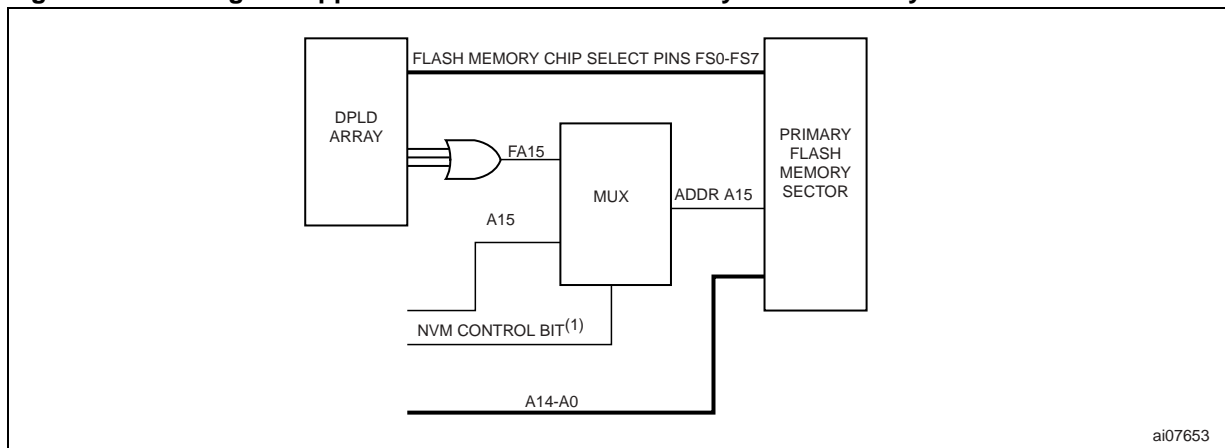 FLASH MEMORY CHIP SELECT PINS FS0-FS7
DPLD
ARRAY
FA15
MUX
PRIMARY
FLASH
MEMORY
SECTOR
ADDR A15
A15
NVM CONTROL BIT(1)
A14-A0
ai07653